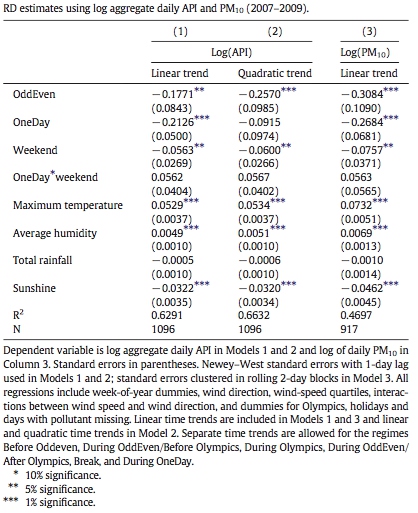 RD estimates using log aggregate daily API and PM10 (2007–2009).
(1) (2) (3)
Log(API) Log(PM10)
Linear trend Quadratic trend Linear trend
OddEven −0.1771** −0.2570*** −0.3084***
(0.0843) (0.0985) (0.1090)
OneDay −0.2126*** −0.0915 −0.2684***
(0.0500) (0.0974) (0.0681)
Weekend −0.0563** −0.0600** −0.0757**
(0.0269) (0.0266) (0.0371)
OneDay*weekend 0.0562 0.0567 0.0563
(0.0404) (0.0402) (0.0565)
Maximum temperature 0.0529*** 0.0534*** 0.0732***
(0.0037) (0.0037) (0.0051)
Average humidity 0.0049*** 0.0051*** 0.0069***
(0.0010) (0.0010) (0.0013)
Total rainfall −0.0005 −0.0006 −0.0010
(0.0010) (0.0010) (0.0014)
Sunshine −0.0322*** −0.0320*** −0.0462***
(0.0035) (0.0034) (0.0045)
R2 0.6291 0.6632 0.4697
N 1096 1096 917
Dependent variable is log aggregate daily API in Models 1 and 2 and log of daily PM10 in
Column 3. Standard errors in parentheses. Newey–West standard errors with 1-day lag
used in Models 1 and 2; standard errors clustered in rolling 2-day blocks in Model 3. All
regressions include week-of-year dummies, wind direction, wind-speed quartiles, interac-
tions between wind speed and wind direction, and dummies for Olympics, holidays and
days with pollutant missing. Linear time trends are included in Models 1 and 3 and linear
and quadratic time trends in Model 2. Separate time trends are allowed for the regimes
Before Oddeven, During OddEven/Before Olympics, During Olympics, During OddEven/
After Olympics, Break, and During OneDay.
* 10% significance.
** 5% significance.
*** 1% significance.